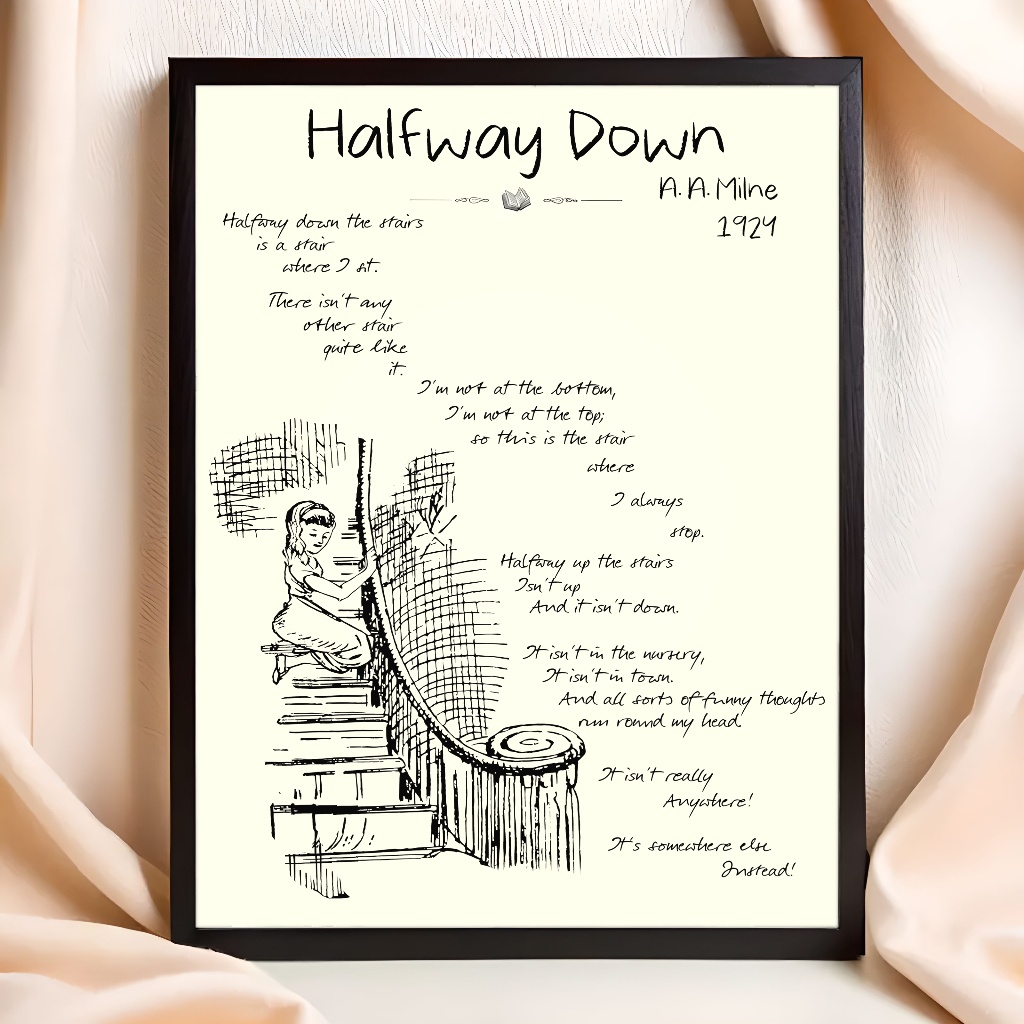 Halfway Down
A. A. Milne
1924
Halfway down the stairs
is a stair
where I sit.
There isn't any
other stair
quite like
it.
I'm not at the bottom,
I'm not at the top;
so this is the stair
where
I always
stop.
Halfway up the stairs
Isn't up
And it isn't down.
It isn't in the nursery,
It isn't in town.
And all sorts of funny thoughts
run round my head.
It isn't really
Anywhere!
It's somewhere else
Instead!